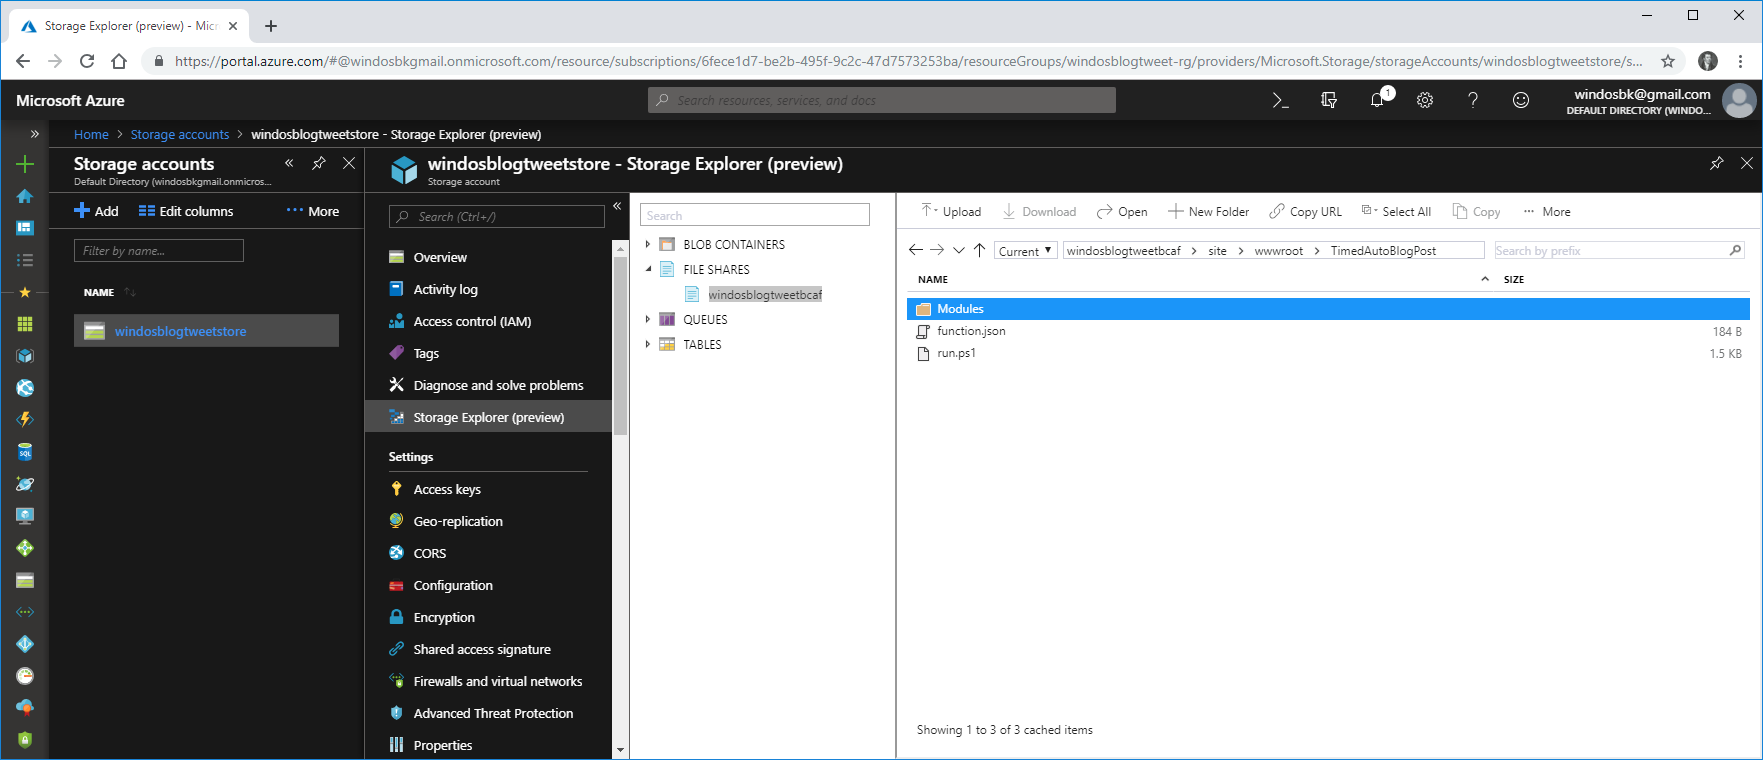 Storage Explorer (preview) - Micr
https://portal.azure.com/#@windosbkgmail.onmicrosoft.com/resource/subscriptions/6fece1d7-be2b-495f-9c2c-47d7573253ba/resourceGroups/windosblogtweet-rg/providers/Microsoft.Storage/storageAccounts/windosblogtweetstore/s...
Microsoft Azure
Search resources, services, and docs
1
windosbk@gmail.com
DEFAULT DIRECTORY (WINDO...
Home > Storage accounts > windosblogtweetstore - Storage Explorer (preview)
Storage accounts
Default Directory (windosbkgmail.onmicros...
Add
Edit columns
More
Filter by name...
NAME
windosblogtweetstore
windosblogtweetstore - Storage Explorer (preview)
Storage account
Search (Ctrl+/)
Overview
Activity log
Access control (IAM)
Tags
Diagnose and solve problems
Storage Explorer (preview)
Settings
Access keys
Geo-replication
CORS
Configuration
Encryption
Shared access signature
Firewalls and virtual networks
Advanced Threat Protection
Properties
Search
BLOB CONTAINERS
FILE SHARES
windosblogtweetbcaf
QUEUES
TABLES
Upload
Download
Open
New Folder
Copy URL
Select All
Copy
More
Current
windosblogtweetbcaf > site > wwwroot > TimedAutoBlogPost
Search by prefix
NAME
SIZE
Modules
function.json 184 B
run.ps1 1.5 KB
Showing 1 to 3 of 3 cached items